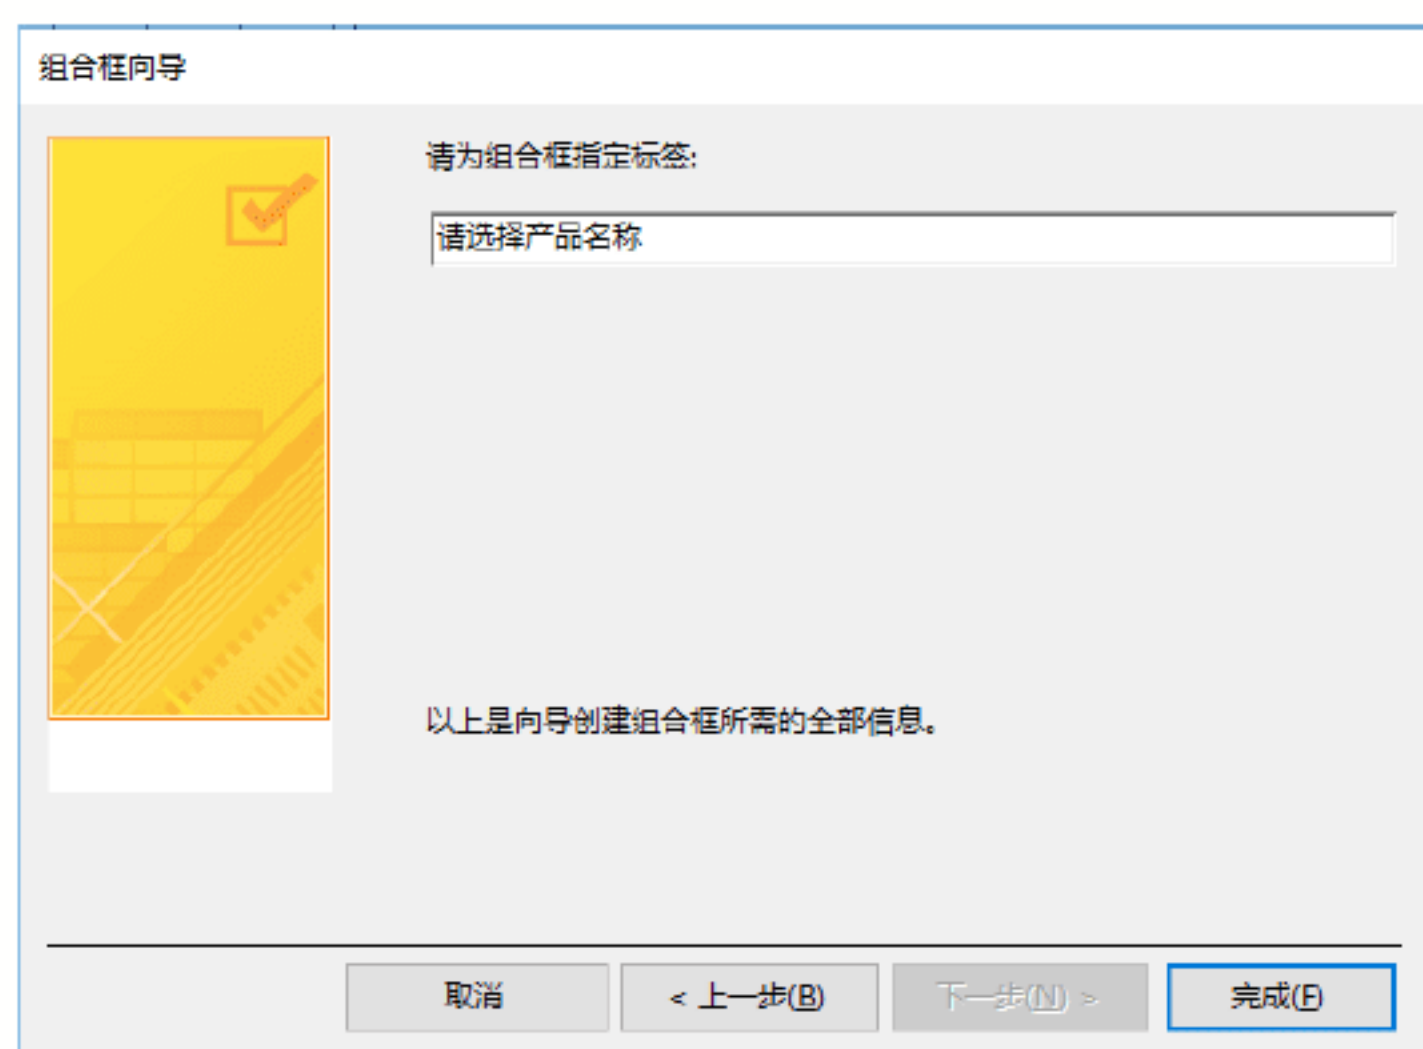 组合框向导
请为组合框指定标签:
请选择产品名称
以上是向导创建组合框所需的全部信息。
取消
< 上一步(B)
下一步(N) >
完成(F)